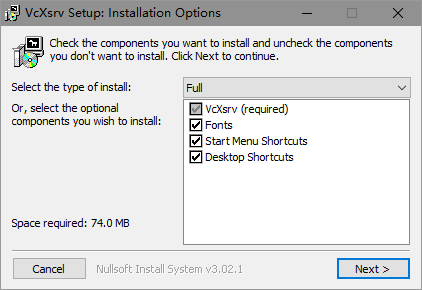 VcXsrv Setup: Installation Options
Check the components you want to install and uncheck the components
you don't want to install. Click Next to continue.
Select the type of install:
Full
Or, select the optional
components you wish to install:
VcXsrv (required)
Fonts
Start Menu Shortcuts
Desktop Shortcuts
Space required: 74.0 MB
Cancel
Nullsoft Install System v3.02.1
Next >